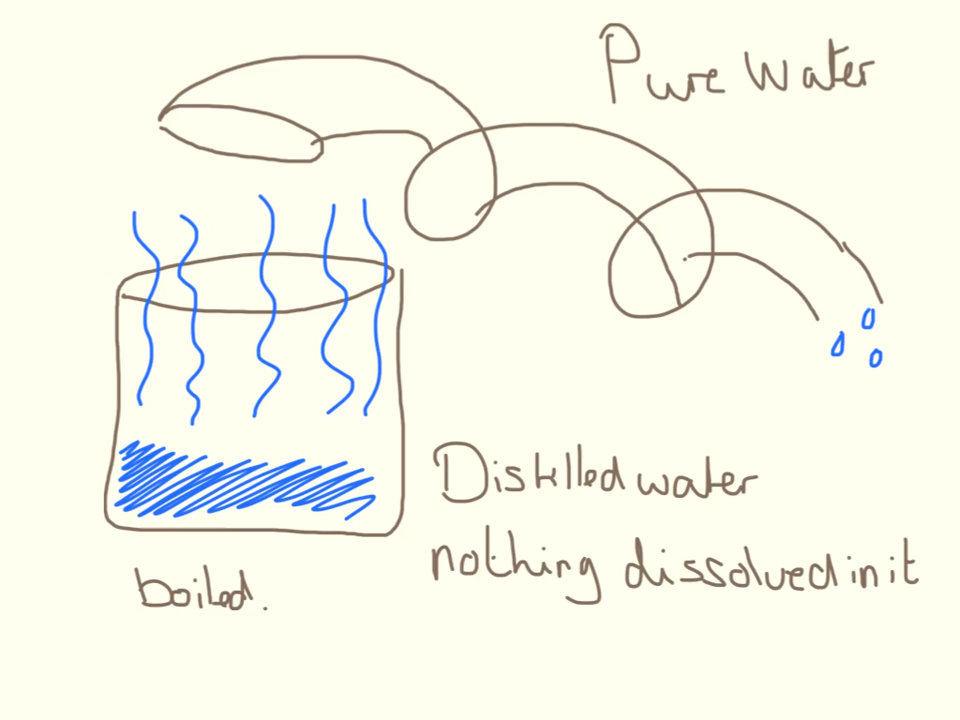 Pure Water
Distilled water
nothing dissolved in it
boiled.